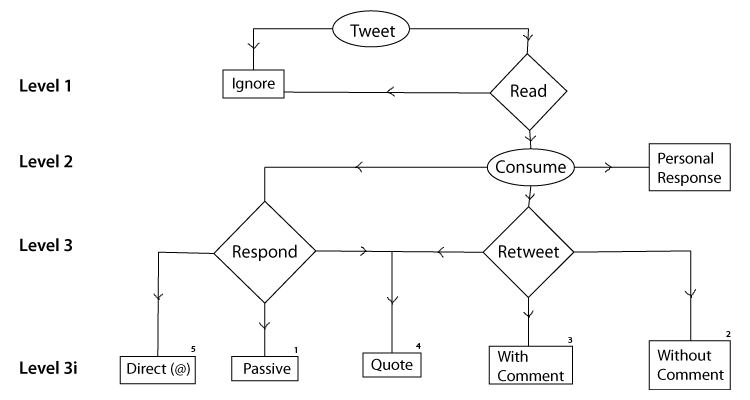 Tweet
Level 1
Ignore
Read
Level 2
Consume
Personal
Response
Level 3
Respond
Retweet
Level 3i
5
Direct (@)
1
Passive
4
Quote
3
With
Comment
2
Without
Comment